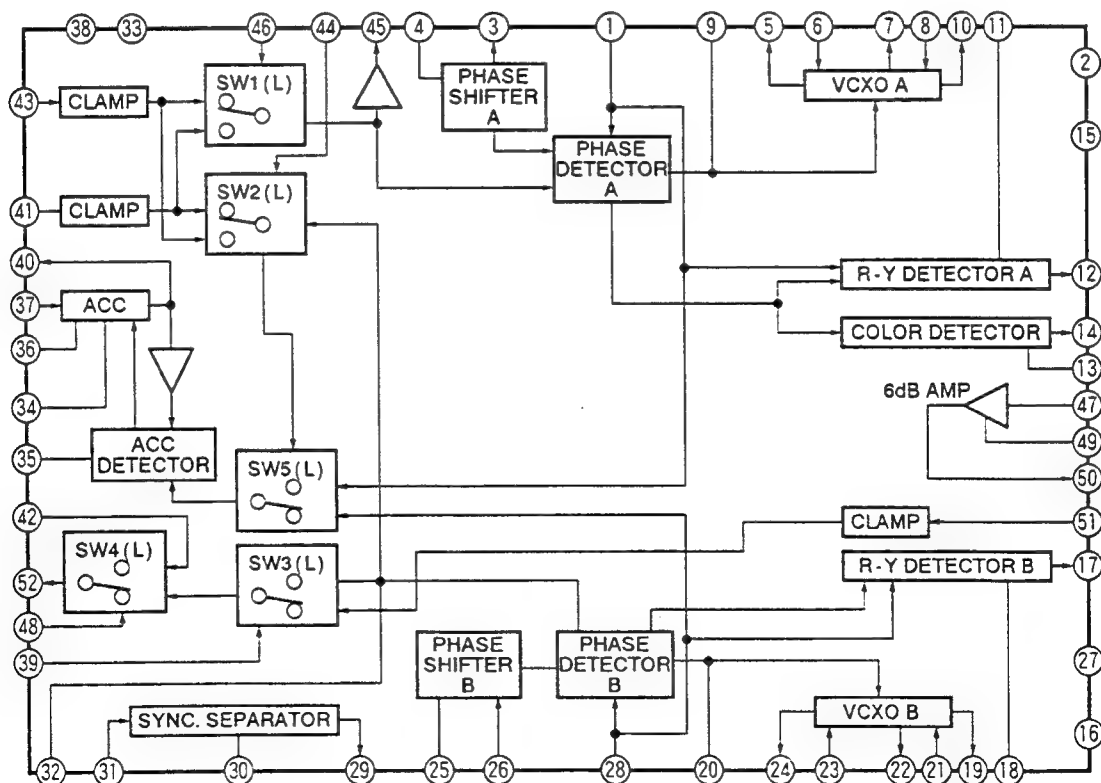 38 33 46 44 45 4 3 1 9 5 6 7 8 10 11
2
43 CLAMP
SW1(L)
PHASE
SHIFTER
A
VCXO A
15
PHASE
DETECTOR
A
41 CLAMP
SW2(L)
40
37 ACC
36
34
R-Y DETECTOR A 12
COLOR DETECTOR 14
13
6dB AMP 47
49
50
35 ACC
DETECTOR
SW5(L)
42
SW4(L)
52
48
39
SW3(L)
CLAMP 51
R-Y DETECTOR B 17
PHASE
SHIFTER
B
PHASE
DETECTOR
B
27
VCXO B
16
SYNC. SEPARATOR
32 31 30 29 25 26 28 20 24 23 22 21 19 18